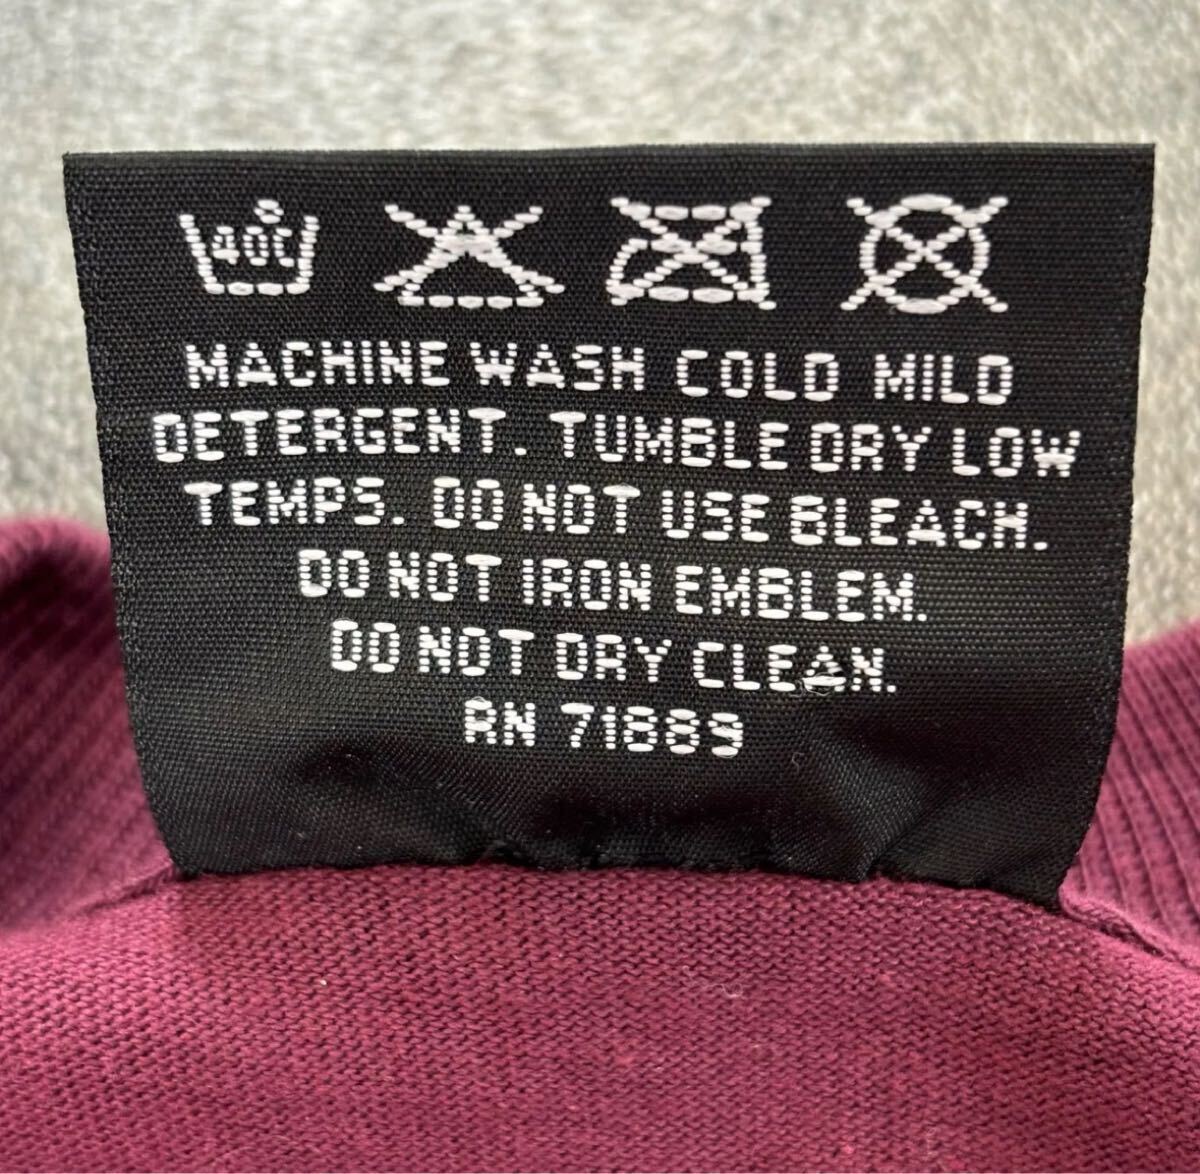 40C
MACHINE WASH COLD MILD
DETERGENT. TUMBLE DRY LOW
TEMPS. DO NOT USE BLEACH.
DO NOT IRON EMBLEM.
DO NOT DRY CLEAN.
RN 71889